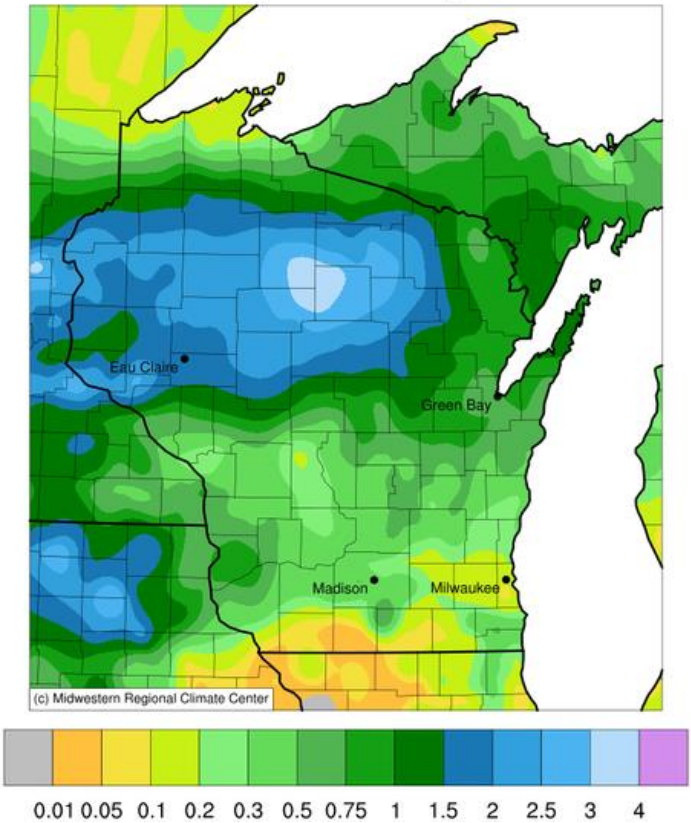 Eau Claire
Green Bay
Madison
Milwaukee
(c) Midwestern Regional Climate Center
0.01 0.05 0.1 0.2 0.3 0.5 0.75 1 1.5 2 2.5 3 4